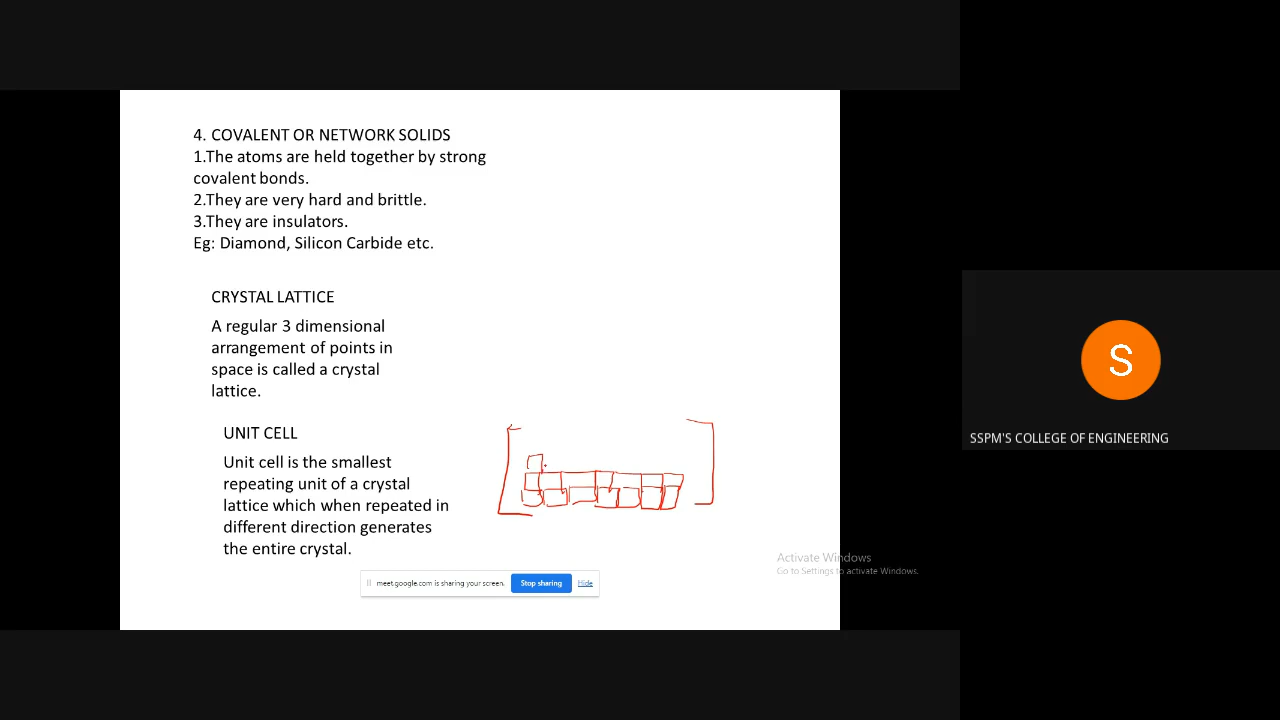 4. COVALENT OR NETWORK SOLIDS
1.The atoms are held together by strong
covalent bonds.
2.They are very hard and brittle.
3.They are insulators.
Eg: Diamond, Silicon Carbide etc.
CRYSTAL LATTICE
A regular 3 dimensional
arrangement of points in
space is called a crystal
lattice.
UNIT CELL
Unit cell is the smallest
repeating unit of a crystal
lattice which when repeated in
different direction generates
the entire crystal.
meet.google.com is sharing your screen.
Stop sharing
Hide
Activate Windows
Go to Settings to activate Windows.
S
SSPM'S COLLEGE OF ENGINEERING